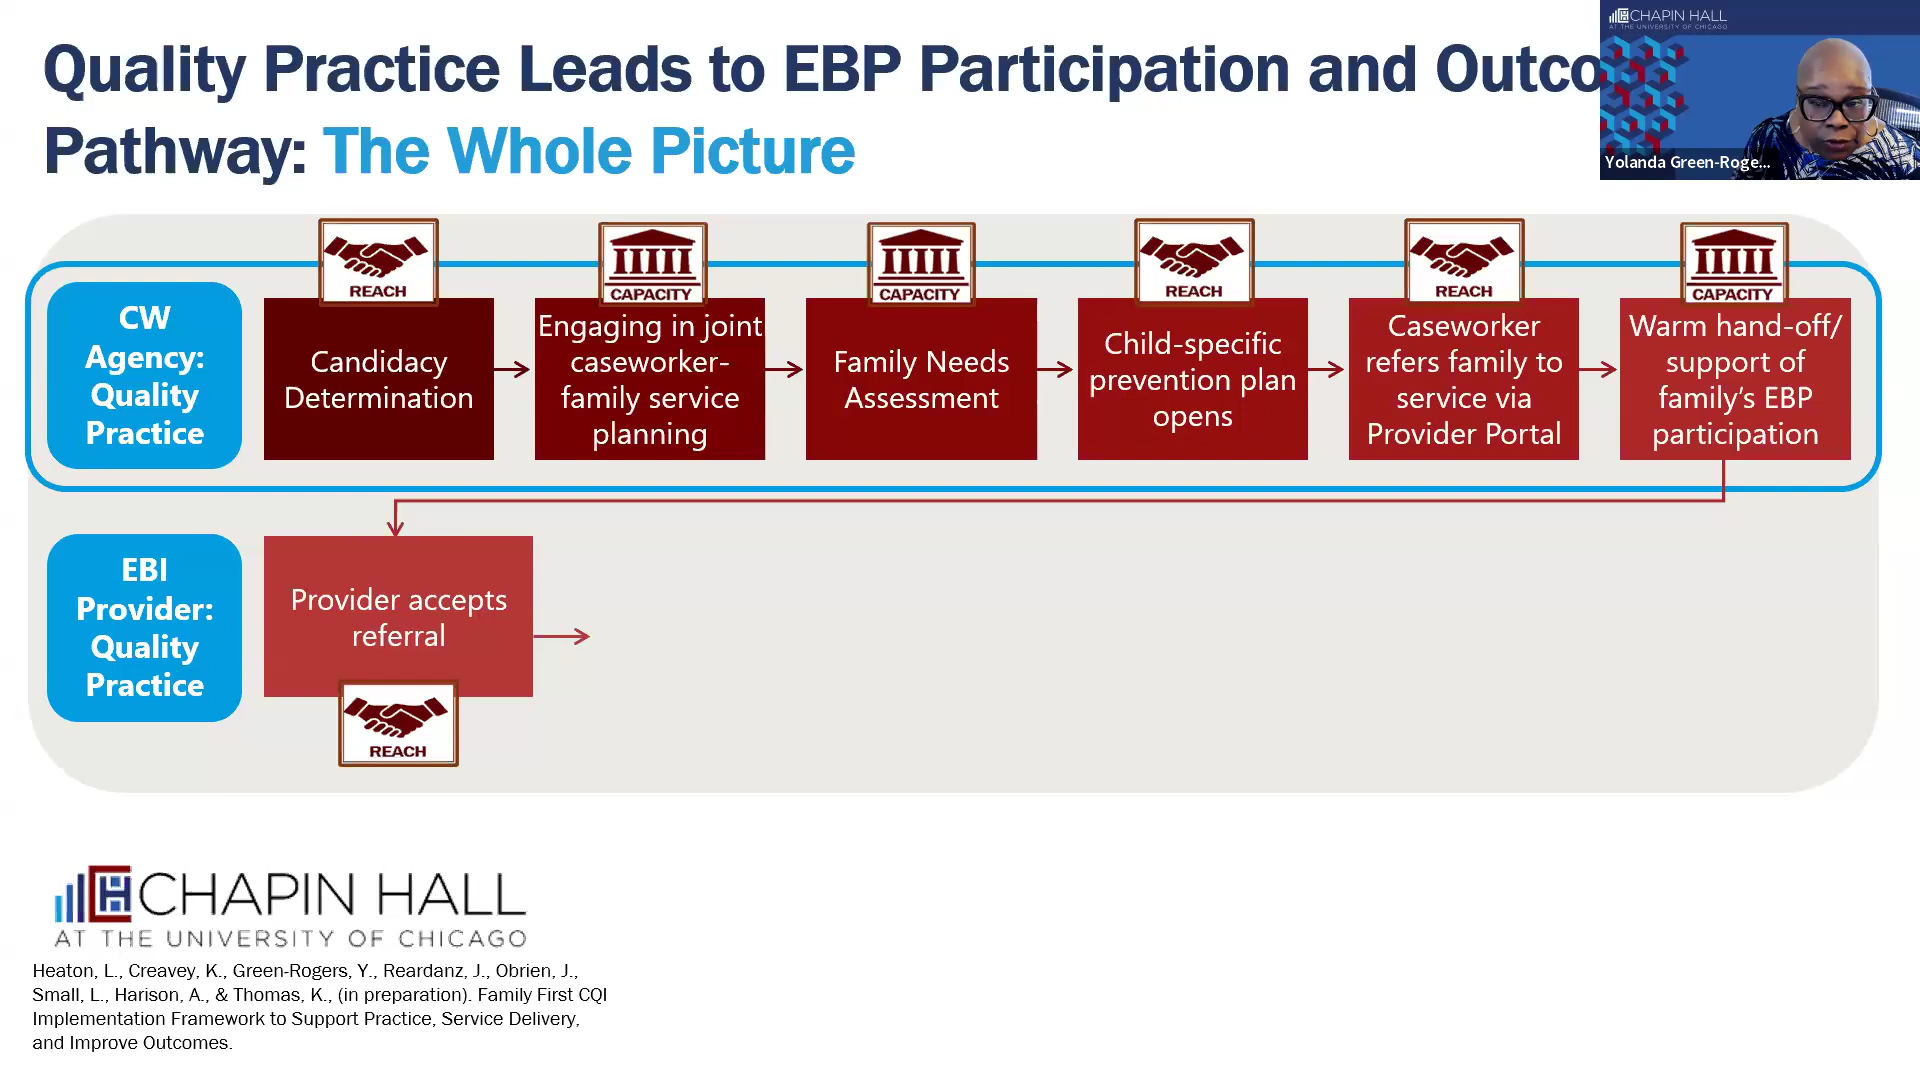 Quality Practice Leads to EBP Participation and Outco
Pathway: The Whole Picture
CHAPIN HALL
AT THE UNIVERSITY OF CHICAGO
Yolanda Green-Roge...
REACH
CAPACITY
CAPACITY
REACH
REACH
CAPACITY
CW
Agency:
Quality
Practice
Candidacy
Determination
Engaging in joint
caseworker-
family service
planning
Family Needs
Assessment
Child-specific
prevention plan
opens
Caseworker
refers family to
service via
Provider Portal
Warm hand-off/
support of
family’s EBP
participation
EBI
Provider:
Quality
Practice
Provider accepts
referral
REACH
CHAPIN HALL
AT THE UNIVERSITY OF CHICAGO
Heaton, L., Creavey, K., Green-Rogers, Y., Reardanz, J., Obrien, J.,
Small, L., Harison, A., & Thomas, K., (in preparation). Family First CQI
Implementation Framework to Support Practice, Service Delivery,
and Improve Outcomes.